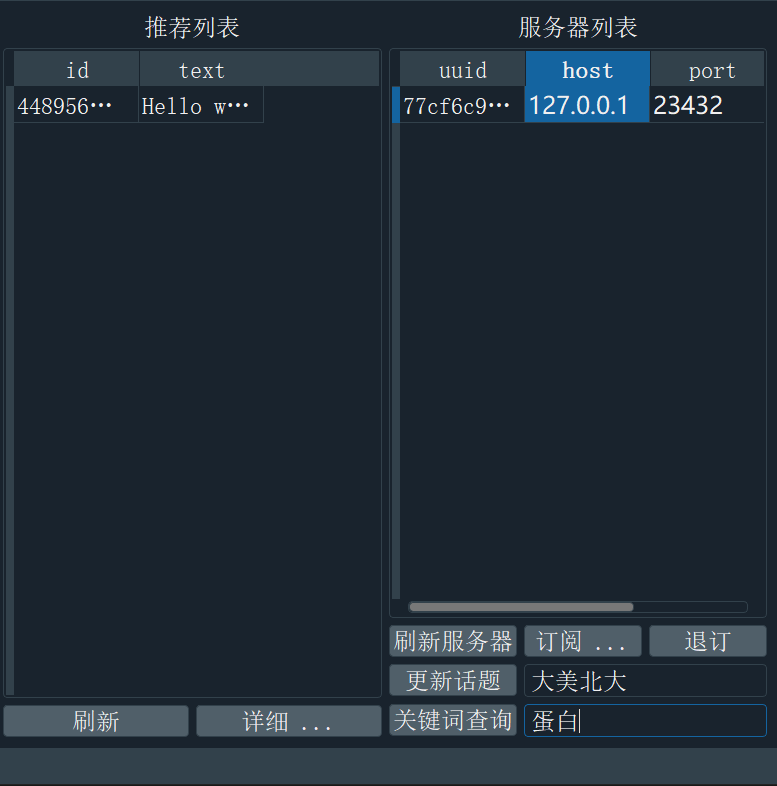 推荐列表
id text
448956… Hello w…
刷新 详细 ...
服务器列表
uuid host port
77cf6c9… 127.0.0.1 23432
刷新服务器 订阅 ... 退订
更新话题 大美北大
关键词查询 蛋白